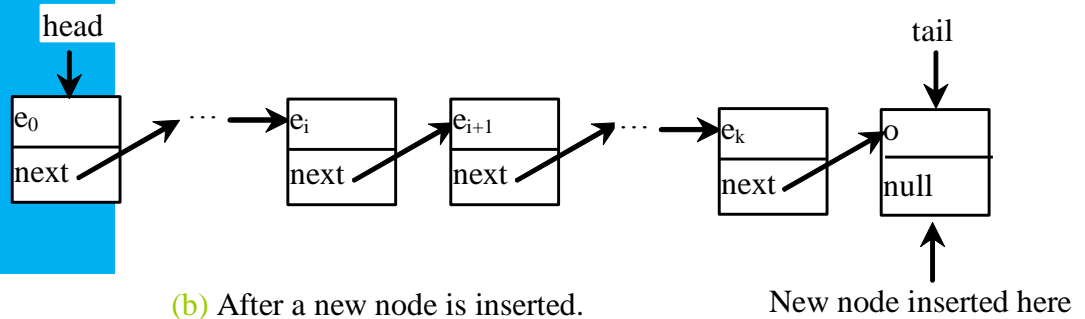 head tail
e0 … ei ei+1 … ek o
next next next next null
(b) After a new node is inserted. New node inserted here